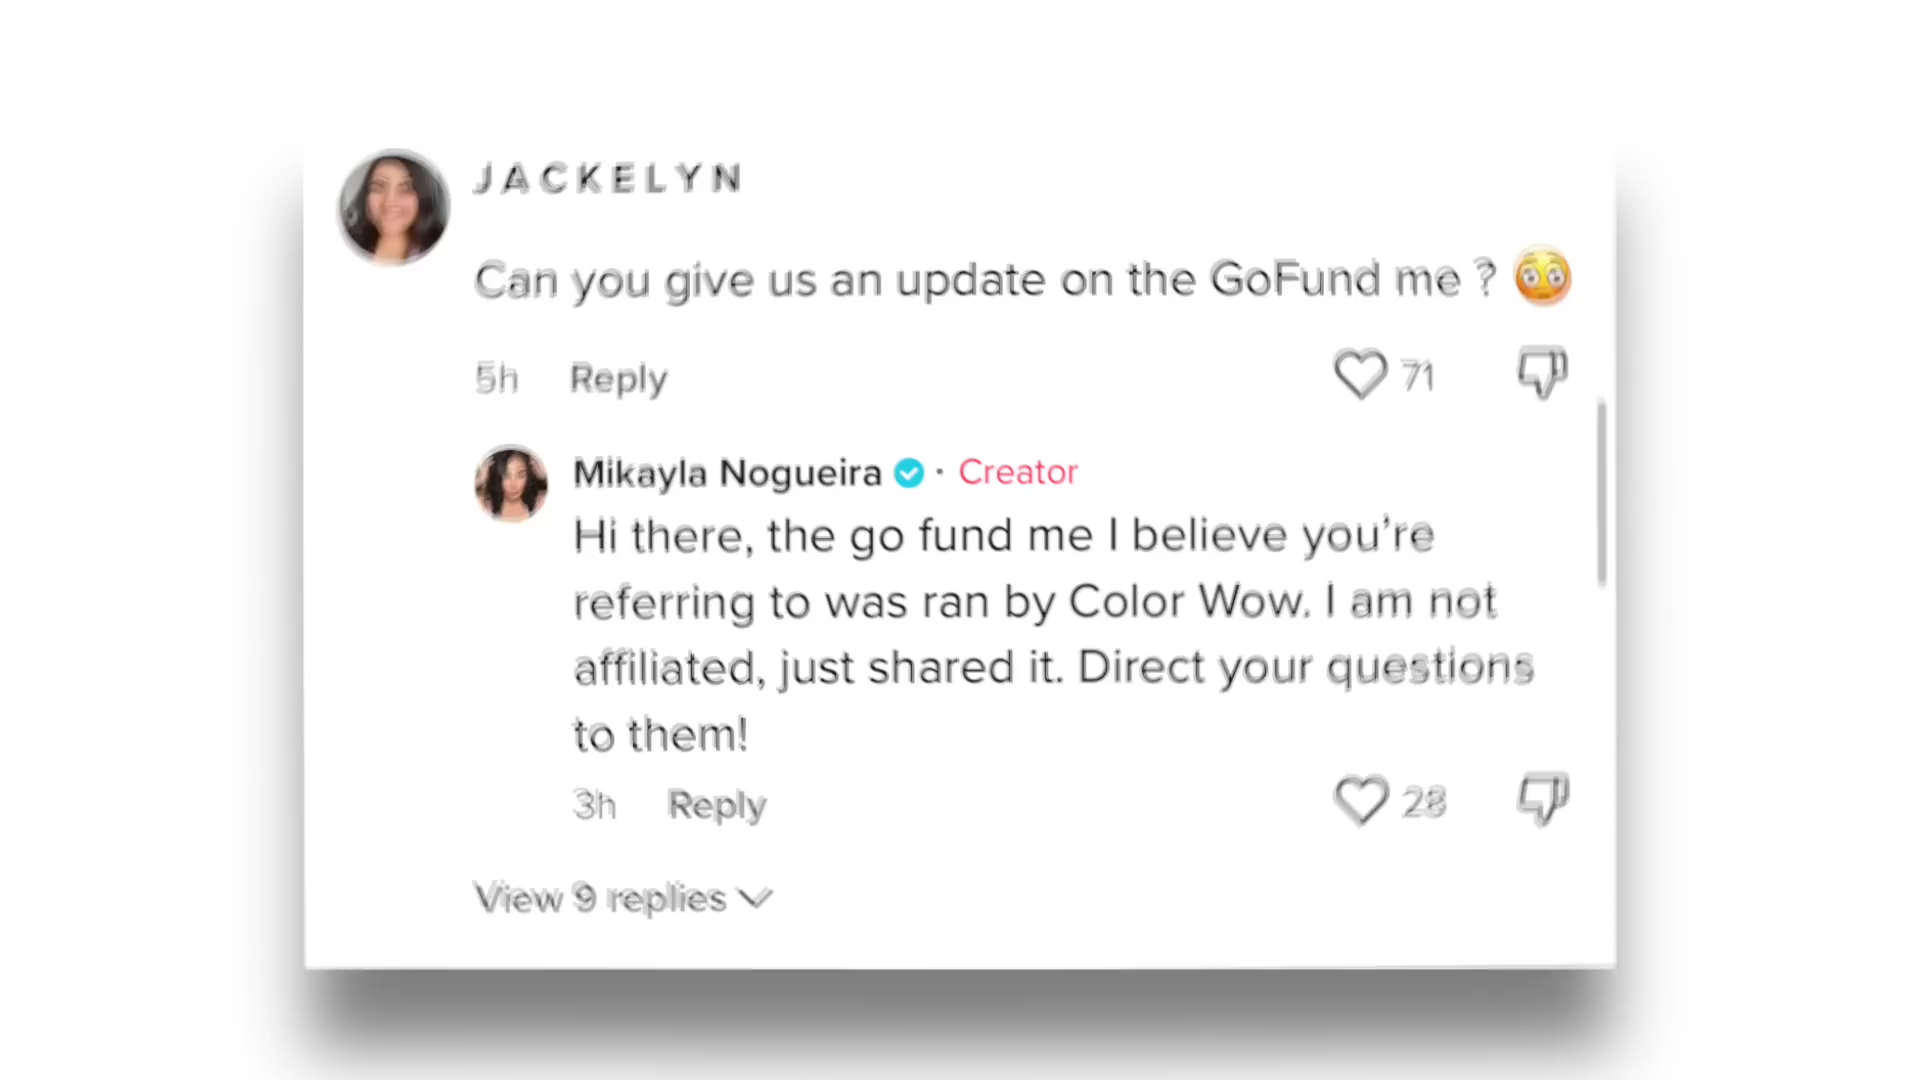 JACKELYN
Can you give us an update on the GoFund me ? 😳
5h Reply 71
Mikayla Nogueira · Creator
Hi there, the go fund me I believe you’re
referring to was ran by Color Wow. I am not
affiliated, just shared it. Direct your questions
to them!
3h Reply 28
View 9 replies